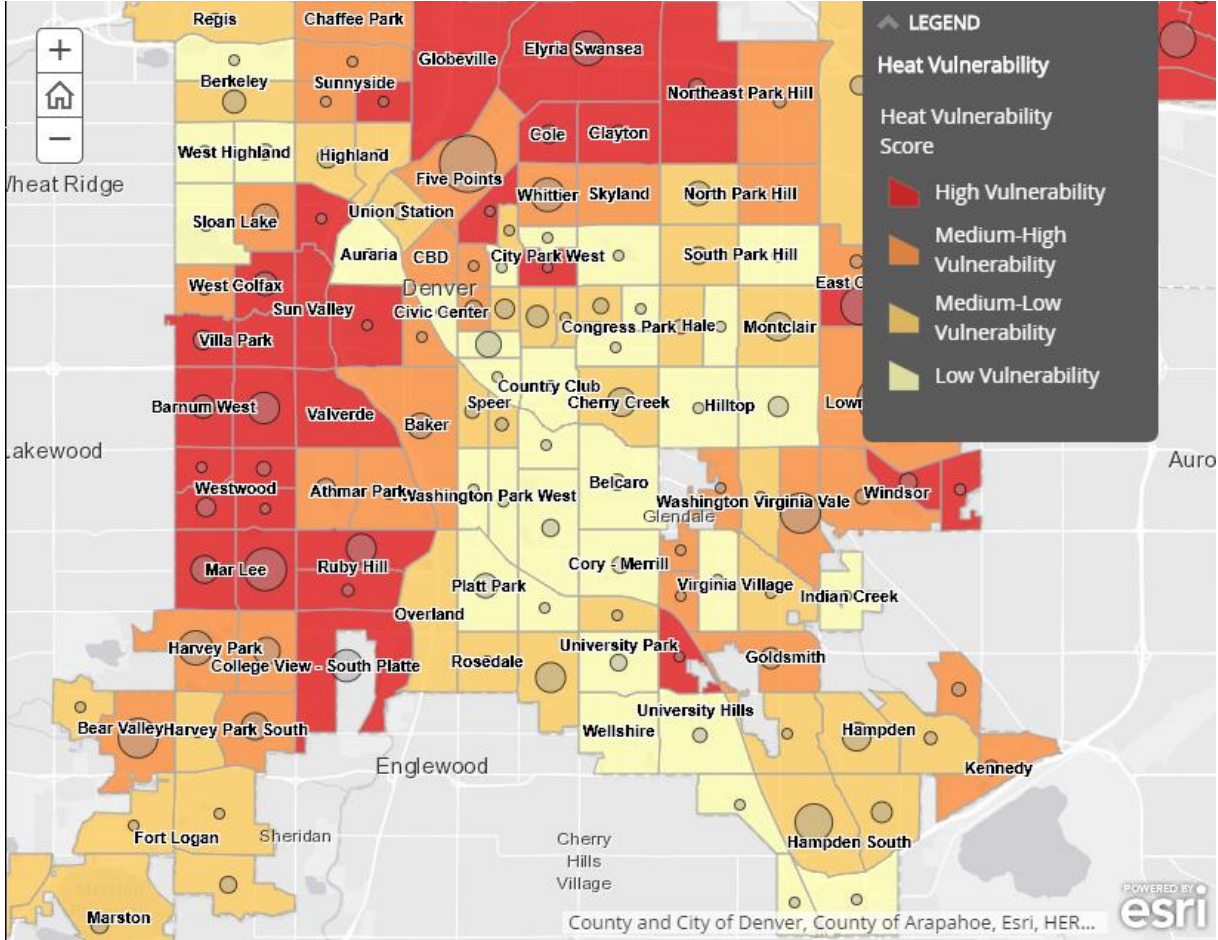 Regis
Chaffee Park
Globeville
Elyria Swansea
Berkeley
Sunnyside
Northeast Park Hill
Cole
Clayton
West Highland
Highland
Five Points
Wheat Ridge
Whittier
Skyland
North Park Hill
Sloan Lake
Union Station
Auraria
CBD
City Park West
South Park Hill
West Colfax
Denver
Sun Valley
Civic Center
Congress Park
Hale
Montclair
East C
Villa Park
Country Club
Barnum West
Valverde
Speer
Cherry Creek
Hilltop
Lown
Baker
Lakewood
Auro
Westwood
Athmar Park
Washington Park West
Belcaro
Washington Virginia Vale
Windsor
Glendale
Mar Lee
Ruby Hill
Cory - Merrill
Platt Park
Virginia Village
Indian Creek
Overland
Harvey Park
College View - South Platte
Rosedale
University Park
Goldsmith
Bear Valley
Harvey Park South
University Hills
Wellshire
Hampden
Englewood
Kennedy
Fort Logan
Sheridan
Cherry
Hills
Village
Hampden South
Marston
LEGEND
Heat Vulnerability
Heat Vulnerability
Score
High Vulnerability
Medium-High
Vulnerability
Medium-Low
Vulnerability
Low Vulnerability
County and City of Denver, County of Arapahoe, Esri, HER...
POWERED BY
esri